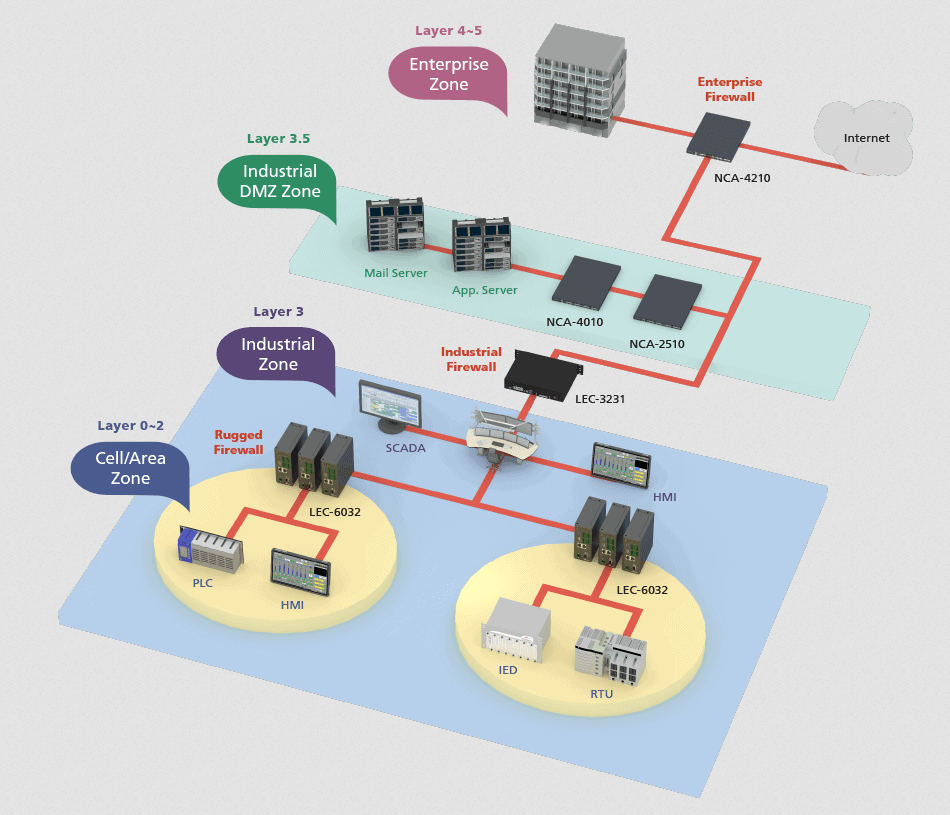 Layer 4~5
Enterprise
Zone
Enterprise
Firewall
Internet
NCA-4210
Layer 3.5
Industrial
DMZ Zone
Mail Server
App. Server
NCA-4010
NCA-2510
Layer 3
Industrial
Zone
Industrial
Firewall
LEC-3231
SCADA
HMI
Layer 0~2
Cell/Area
Zone
Rugged
Firewall
LEC-6032
PLC
HMI
LEC-6032
IED
RTU